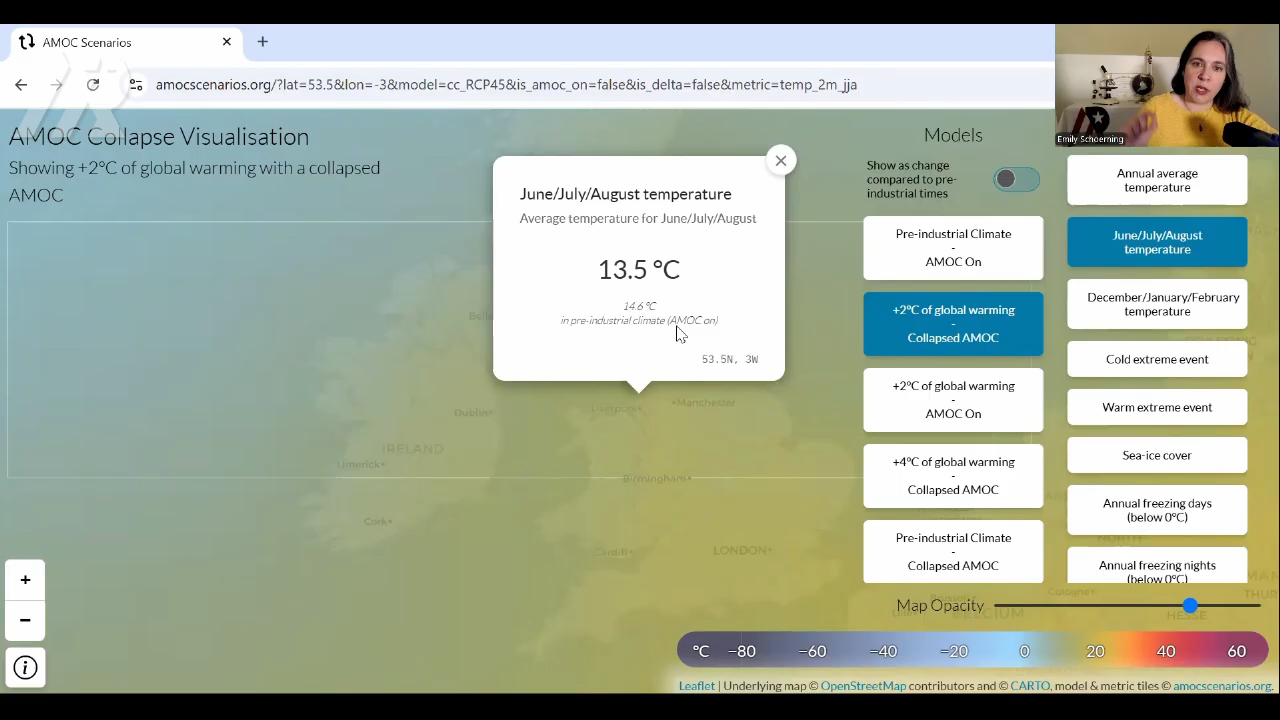 AMOC Scenarios
amocscenarios.org/?lat=53.5&lon=-3&model=cc_RCP45&is_amoc_on=false&is_delta=false&metric=temp_2m_jja
Emily Schoerning
AMOC Collapse Visualisation
Showing +2°C of global warming with a collapsed
AMOC
June/July/August temperature
Average temperature for June/July/August
13.5 °C
14.6 °C
in pre-industrial climate (AMOC on)
53.5N, 3W
Models
Show as change
compared to pre-
industrial times
Pre-industrial Climate
-
AMOC On
+2°C of global warming
-
Collapsed AMOC
+2°C of global warming
-
AMOC On
+4°C of global warming
-
Collapsed AMOC
Pre-industrial Climate
-
Collapsed AMOC
Annual average
temperature
June/July/August
temperature
December/January/February
temperature
Cold extreme event
Warm extreme event
Sea-ice cover
Annual freezing days
(below 0°C)
Annual freezing nights
(below 0°C)
Dublin
Liverpool
Manchester
IRELAND
Limerick
Birmingham
Cork
Cardiff
LONDON
BELGIUM
Cologne
HESSE
+
−
Map Opacity
°C −80 −60 −40 −20 0 20 40 60
Leaflet | Underlying map © OpenStreetMap contributors and © CARTO, model & metric tiles © amocscenarios.org.